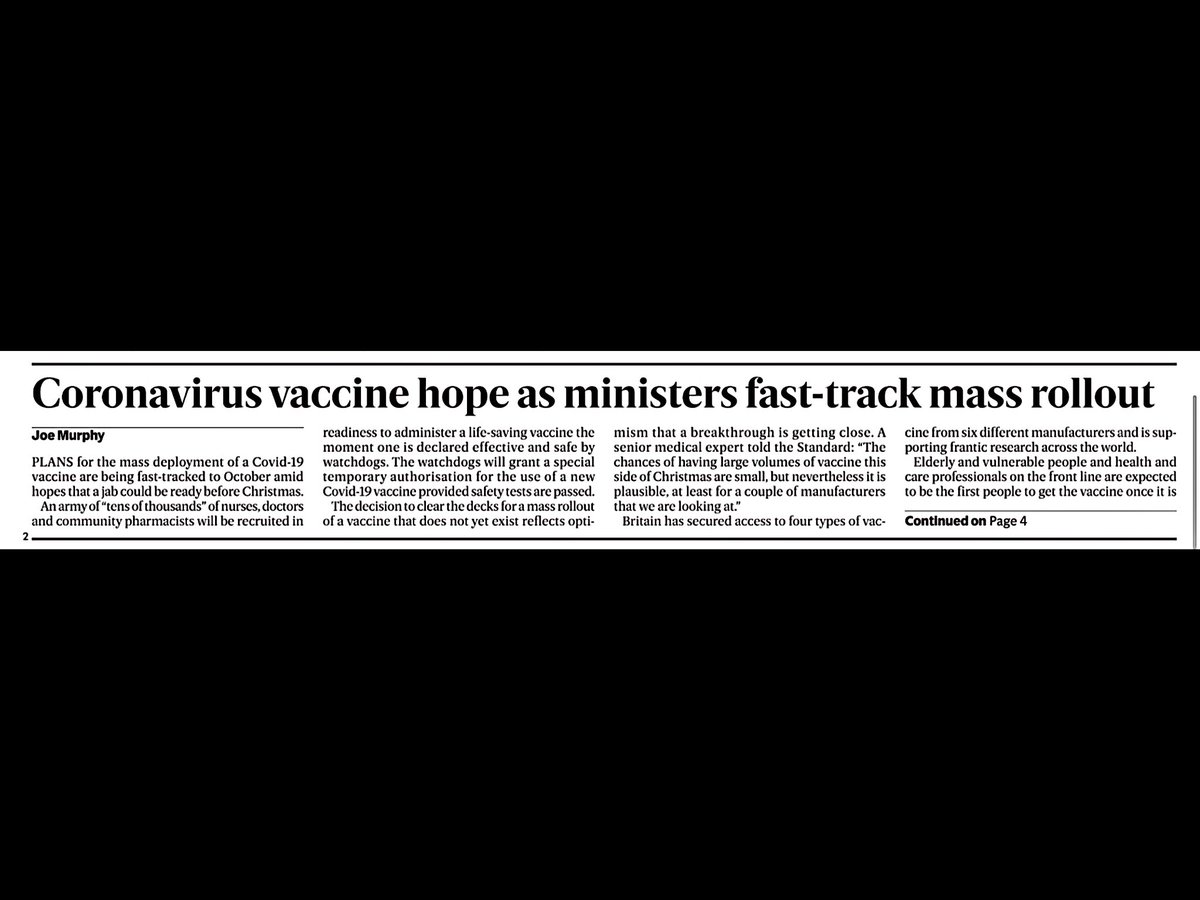 Coronavirus vaccine hope as ministers fast-track mass rollout
Joe Murphy
PLANS for the mass deployment of a Covid-19
vaccine are being fast-tracked to October amid
hopes that a jab could be ready before Christmas.
An army of “tens of thousands” of nurses, doctors
and community pharmacists will be recruited in
readiness to administer a life-saving vaccine the
moment one is declared effective and safe by
watchdogs. The watchdogs will grant a special
temporary authorisation for the use of a new
Covid-19 vaccine provided safety tests are passed.
The decision to clear the decks for a mass rollout
of a vaccine that does not yet exist reflects opti-
mism that a breakthrough is getting close. A
senior medical expert told the Standard: “The
chances of having large volumes of vaccine this
side of Christmas are small, but nevertheless it is
plausible, at least for a couple of manufacturers
that we are looking at.”
Britain has secured access to four types of vac-
cine from six different manufacturers and is sup-
porting frantic research across the world.
Elderly and vulnerable people and health and
care professionals on the front line are expected
to be the first people to get the vaccine once it is
Continued on Page 4
2